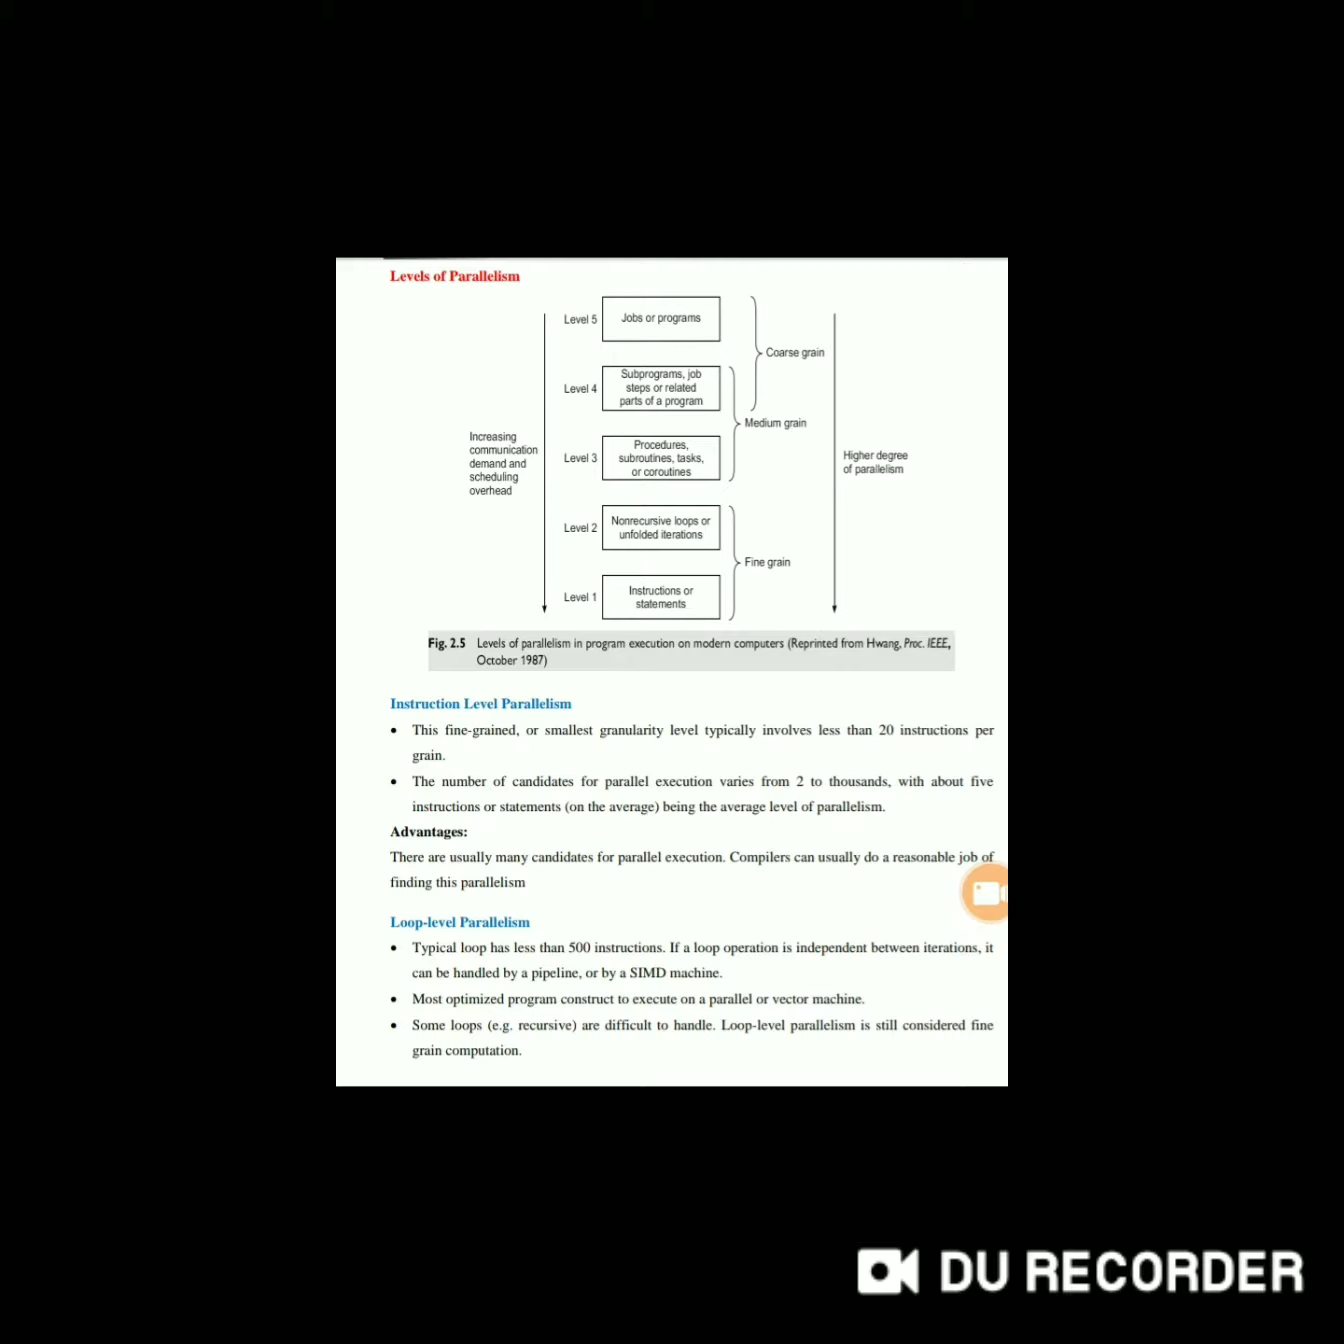 Levels of Parallelism
Level 5
Jobs or programs
Coarse grain
Level 4
Subprograms, job
steps or related
parts of a program
Medium grain
Increasing
communication
demand and
scheduling
overhead
Level 3
Procedures,
subroutines, tasks,
or coroutines
Higher degree
of parallelism
Level 2
Nonrecursive loops or
unfolded iterations
Fine grain
Level 1
Instructions or
statements
Fig. 2.5 Levels of parallelism in program execution on modern computers (Reprinted from Hwang, Proc. IEEE,
October 1987)
Instruction Level Parallelism
• This fine-grained, or smallest granularity level typically involves less than 20 instructions per
grain.
• The number of candidates for parallel execution varies from 2 to thousands, with about five
instructions or statements (on the average) being the average level of parallelism.
Advantages:
There are usually many candidates for parallel execution. Compilers can usually do a reasonable job of
finding this parallelism
Loop-level Parallelism
• Typical loop has less than 500 instructions. If a loop operation is independent between iterations, it
can be handled by a pipeline, or by a SIMD machine.
• Most optimized program construct to execute on a parallel or vector machine.
• Some loops (e.g. recursive) are difficult to handle. Loop-level parallelism is still considered fine
grain computation.
DU RECORDER